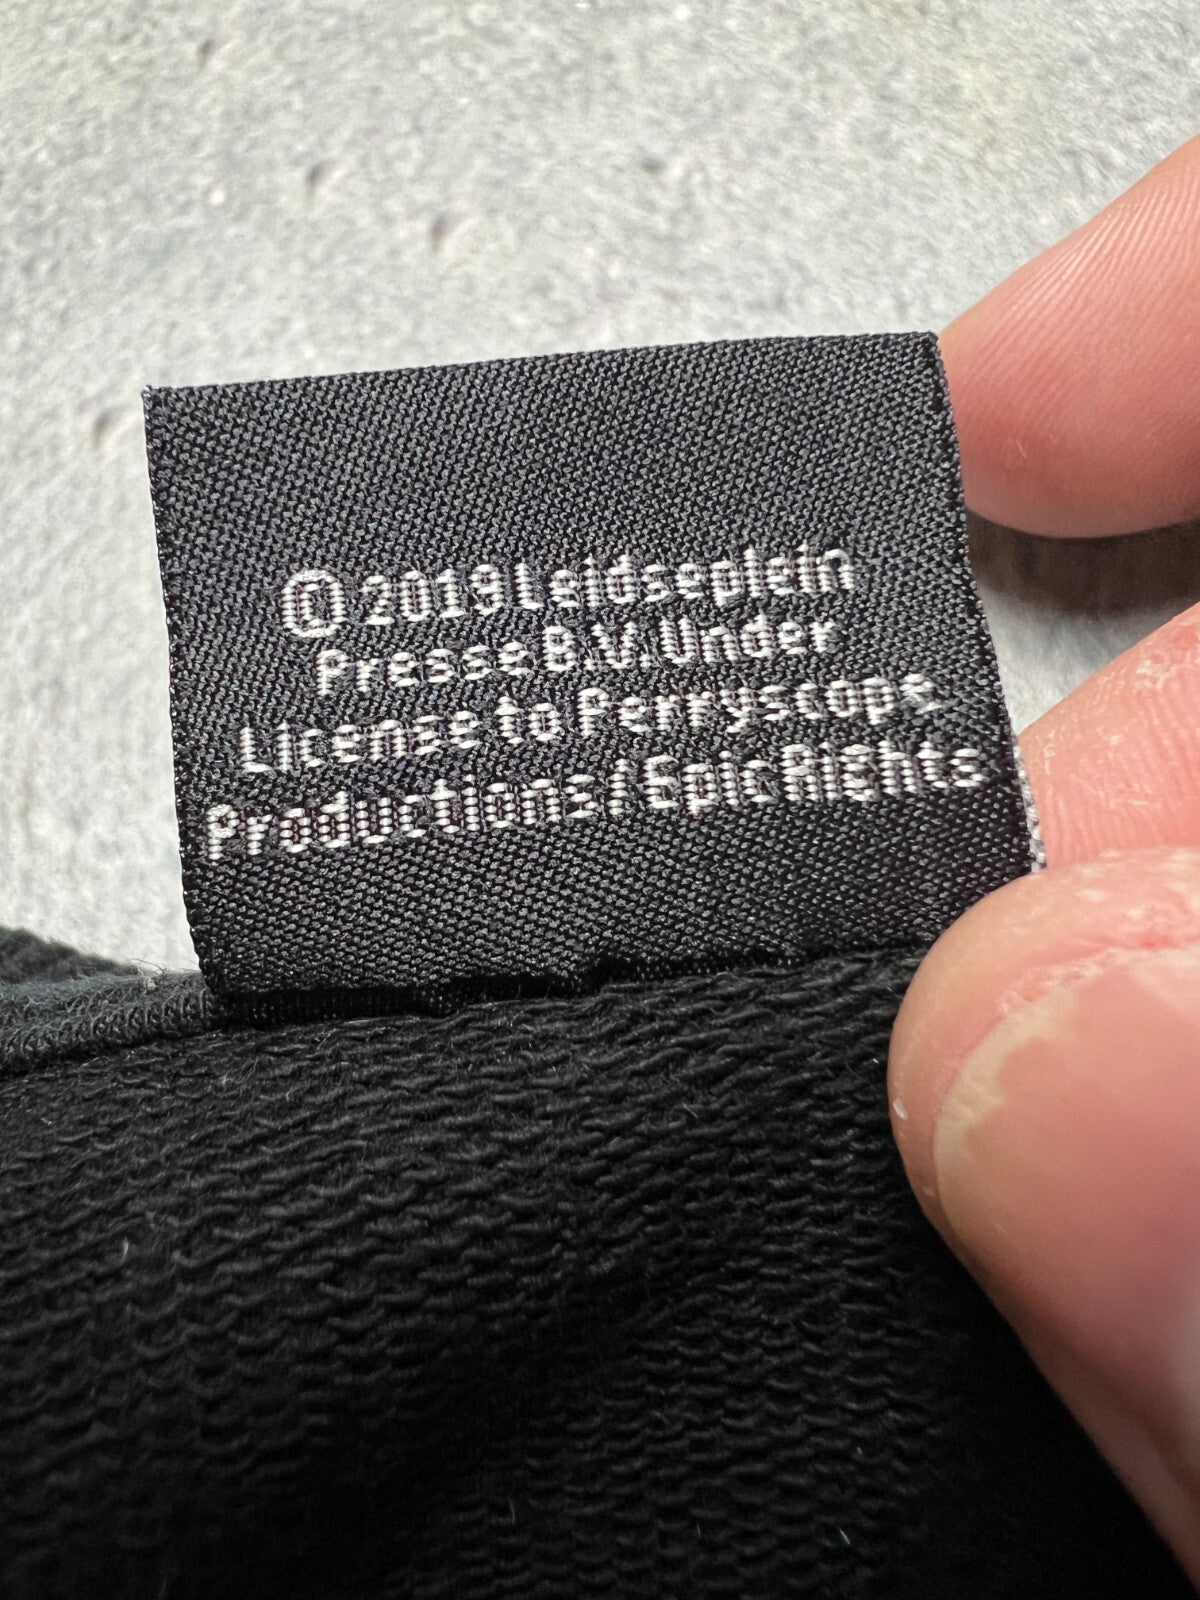 © 2019 Leidseplein
Presse B.V. Under
License to Perryscope
Productions / Epic Rights